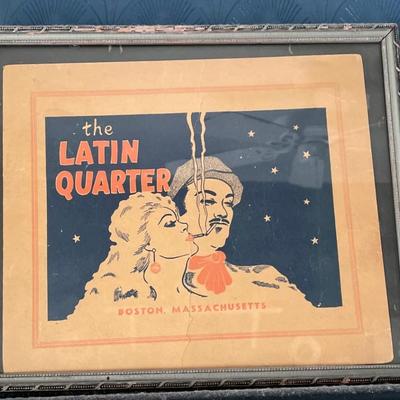 the
LATIN
QUARTER
BOSTON, MASSACHUSETTS